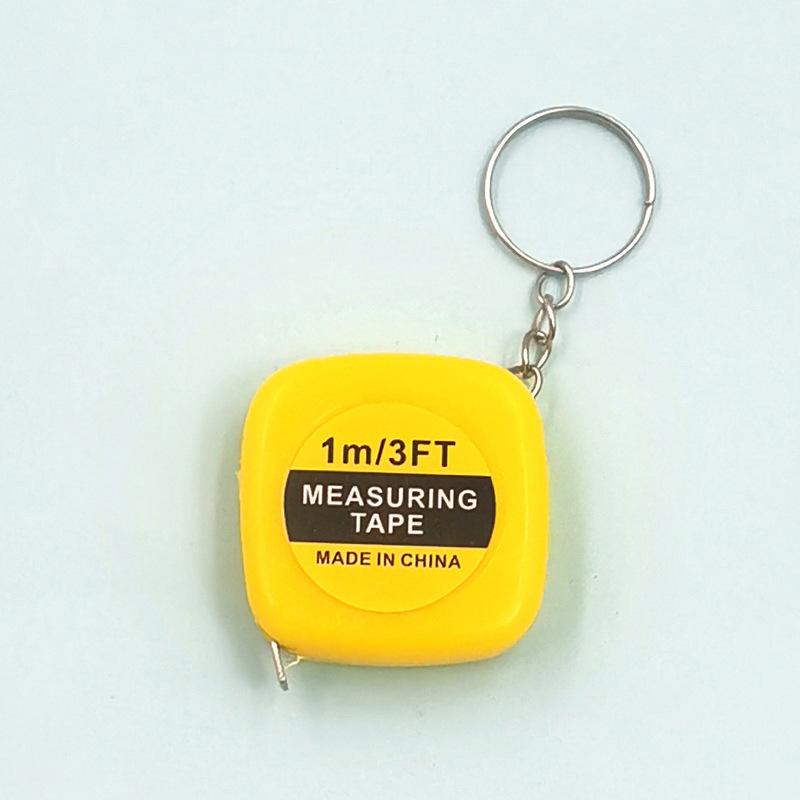 1m/3FT
MEASURING
TAPE
MADE IN CHINA